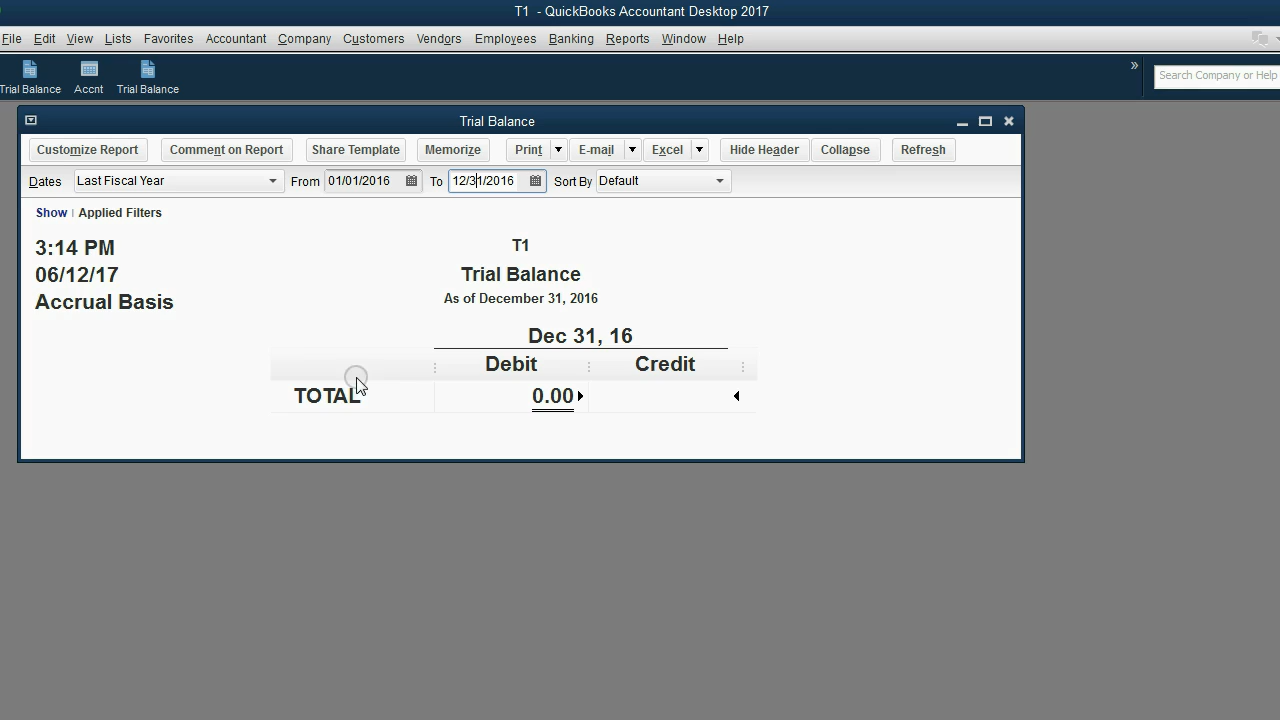 T1 - QuickBooks Accountant Desktop 2017
File Edit View Lists Favorites Accountant Company Customers Vendors Employees Banking Reports Window Help
Trial Balance Accnt Trial Balance » Search Company or Help
Trial Balance
Customize Report Comment on Report Share Template Memorize Print E-mail Excel Hide Header Collapse Refresh
Dates Last Fiscal Year From 01/01/2016 To 12/31/2016 Sort By Default
Show | Applied Filters
3:14 PM
06/12/17
Accrual Basis
T1
Trial Balance
As of December 31, 2016
Dec 31, 16
Debit Credit
TOTAL 0.00